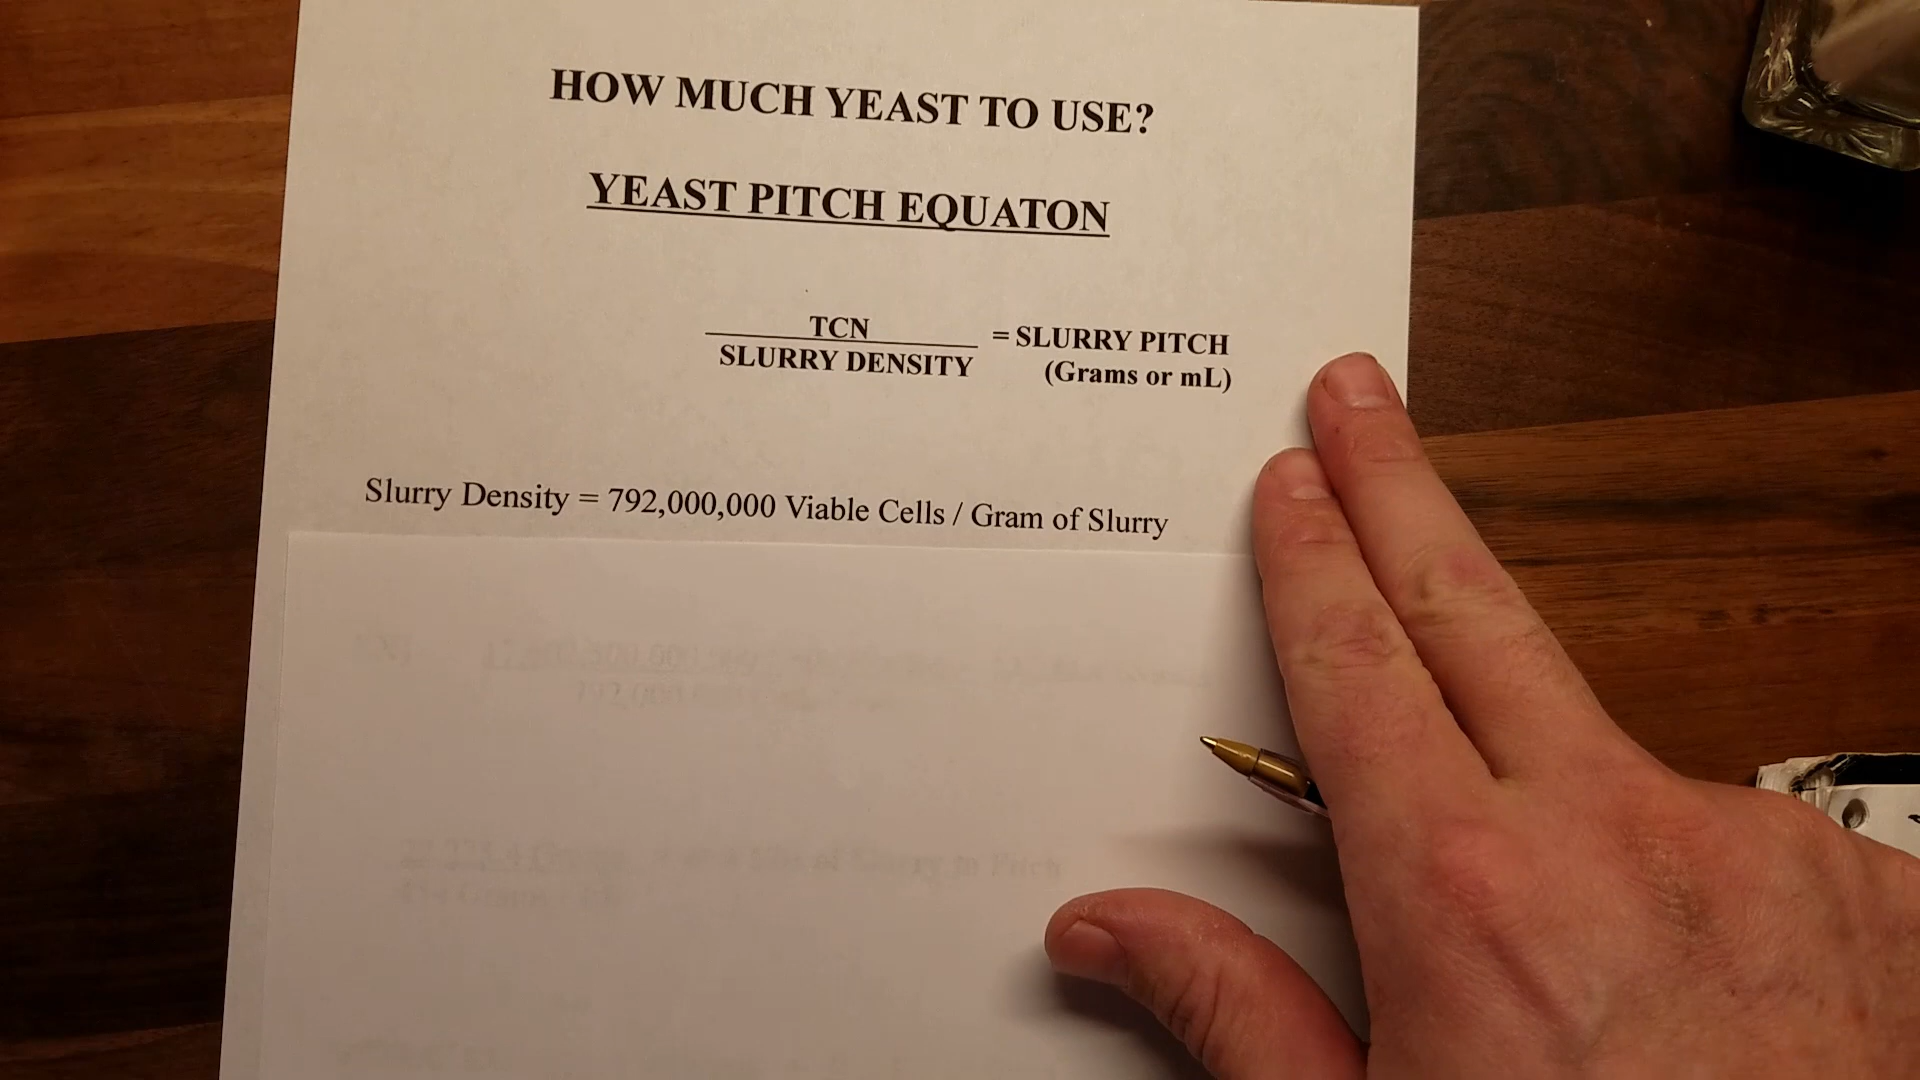 HOW MUCH YEAST TO USE?
YEAST PITCH EQUATON
TCN
SLURRY DENSITY
= SLURRY PITCH
(Grams or mL)
Slurry Density = 792,000,000 Viable Cells / Gram of Slurry